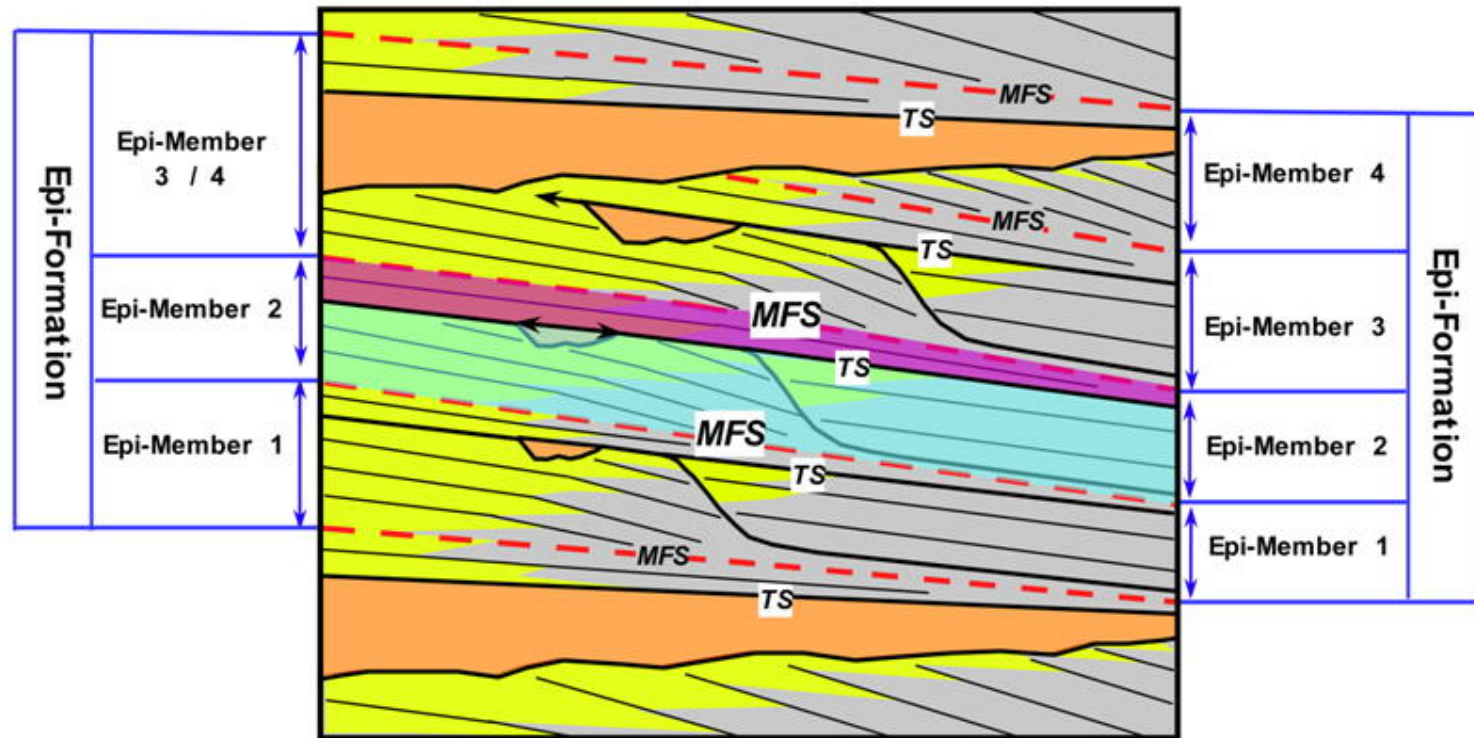 MFS
TS
Epi-Member
3 / 4
Epi-Member 4
Epi-Formation
MFS
TS
Epi-Member 2
MFS
Epi-Member 3
Epi-Formation
TS
MFS
Epi-Member 1
Epi-Member 2
TS
MFS
Epi-Member 1
TS